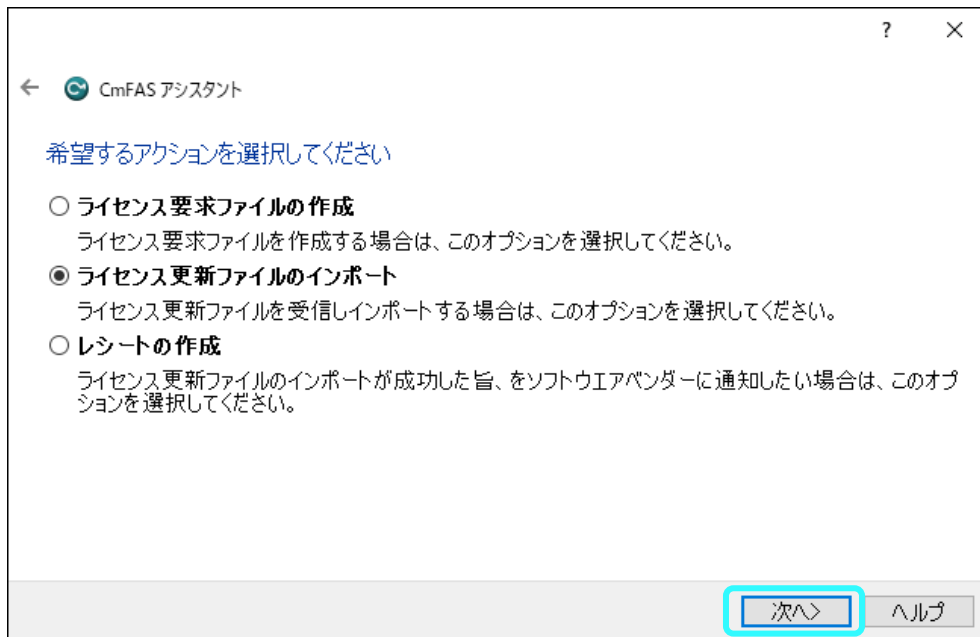 ?
CmFAS アシスタント
希望するアクションを選択してください
ライセンス要求ファイルの作成
ライセンス要求ファイルを作成する場合は、このオプションを選択してください。
ライセンス更新ファイルのインポート
ライセンス更新ファイルを受信しインポートする場合は、このオプションを選択してください。
レシートの作成
ライセンス更新ファイルのインポートが成功した旨、をソフトウエアベンダーに通知したい場合は、このオプ
ションを選択してください。
次へ>
ヘルプ